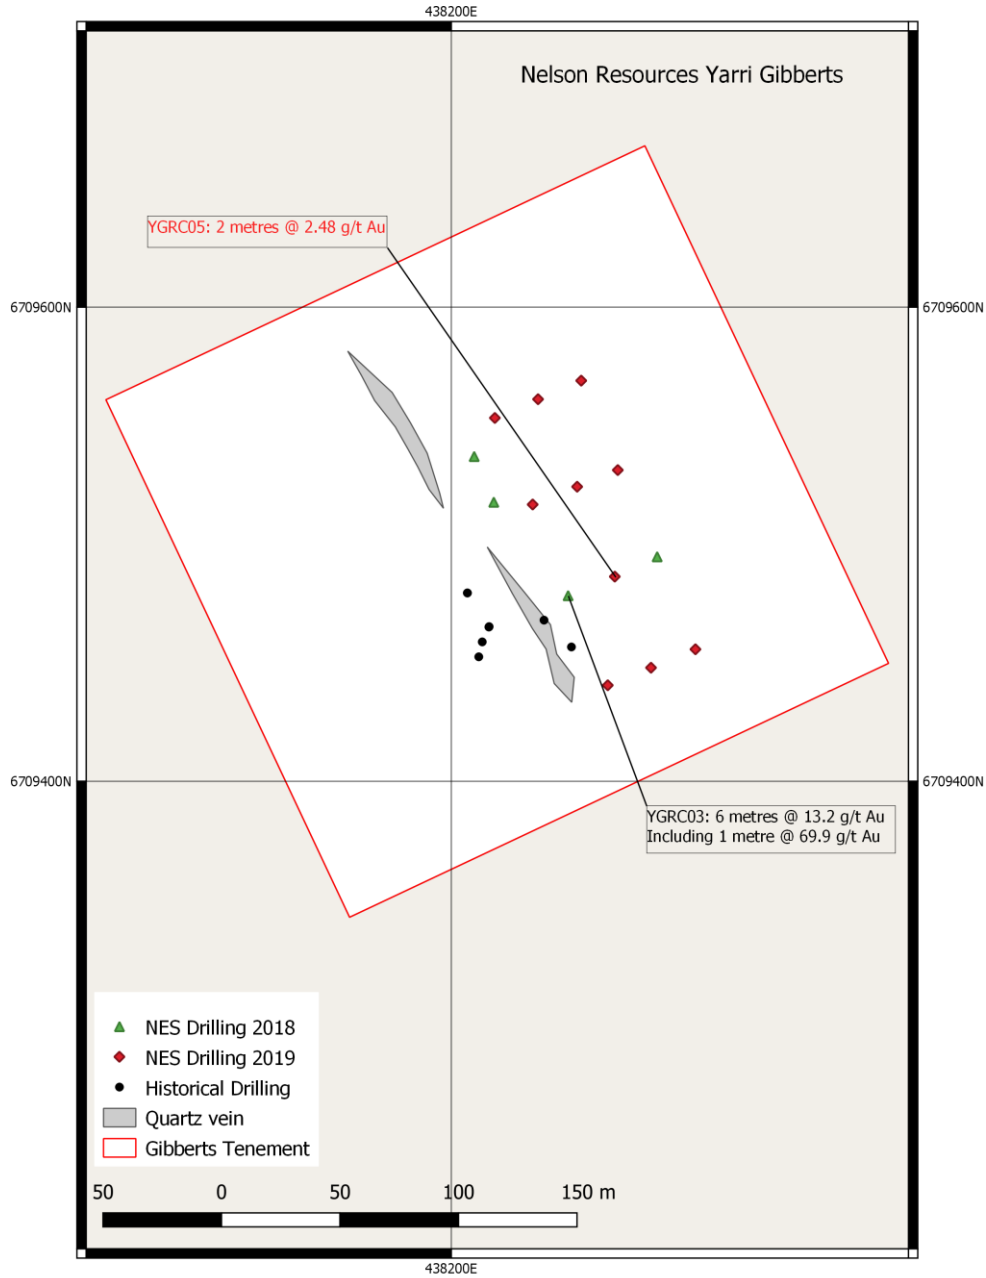 438200E
Nelson Resources Yarri Gibberts
YGRC05: 2 metres @ 2.48 g/t Au
6709600N
6709600N
6709400N
6709400N
YGRC03: 6 metres @ 13.2 g/t Au
Including 1 metre @ 69.9 g/t Au
NES Drilling 2018
NES Drilling 2019
Historical Drilling
Quartz vein
Gibberts Tenement
50 0 50 100 150 m
438200E